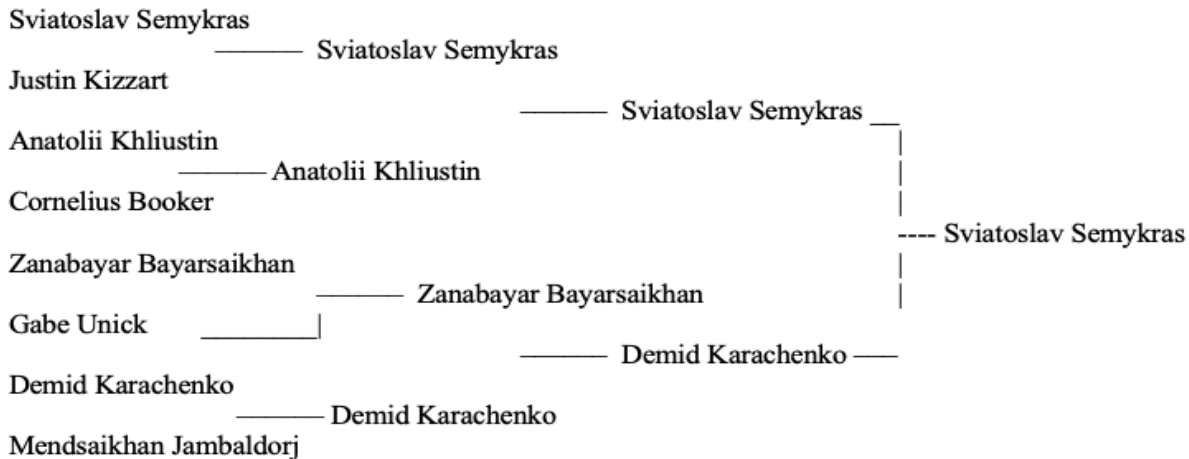 Sviatoslav Semykras
Sviatoslav Semykras
Justin Kizzart
Sviatoslav Semykras
Anatolii Khliustin
Anatolii Khliustin
Cornelius Booker
Sviatoslav Semykras
Zanabayar Bayarsaikhan
Zanabayar Bayarsaikhan
Gabe Unick
Demid Karachenko
Demid Karachenko
Demid Karachenko
Mendsaikhan Jambaldorj